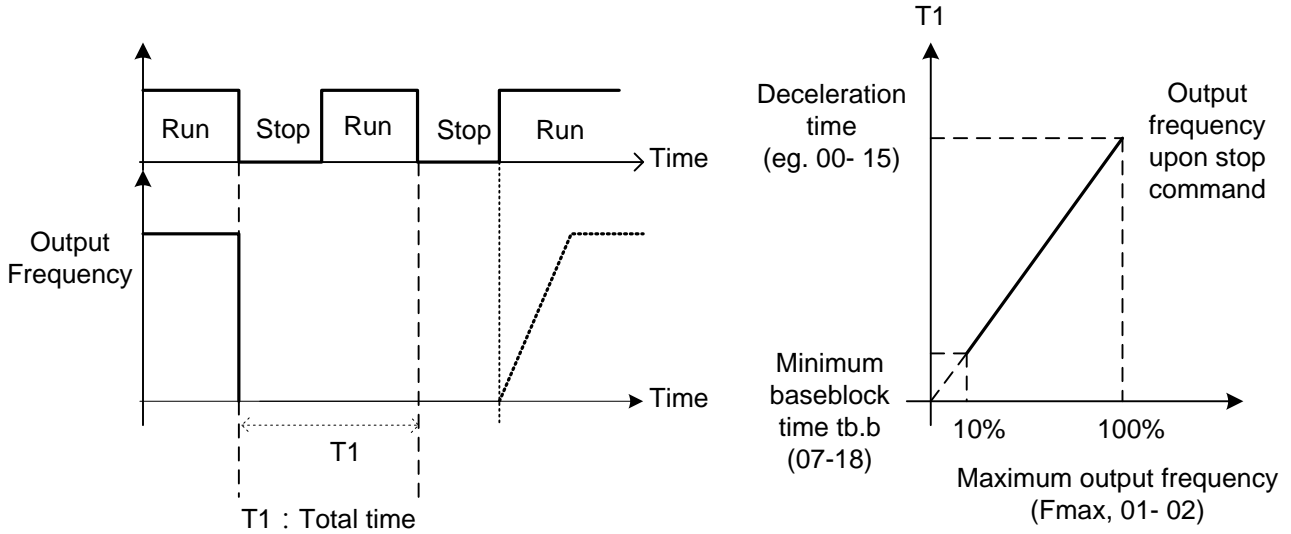 Run
Stop
Run
Stop
Run
Time
Output
Frequency
Time
T1
T1 : Total time
T1
Deceleration
time
(eg. 00- 15)
Output
frequency
upon stop
command
Minimum
baseblock
time tb.b
(07-18)
10%
100%
Maximum output frequency
(Fmax, 01- 02)